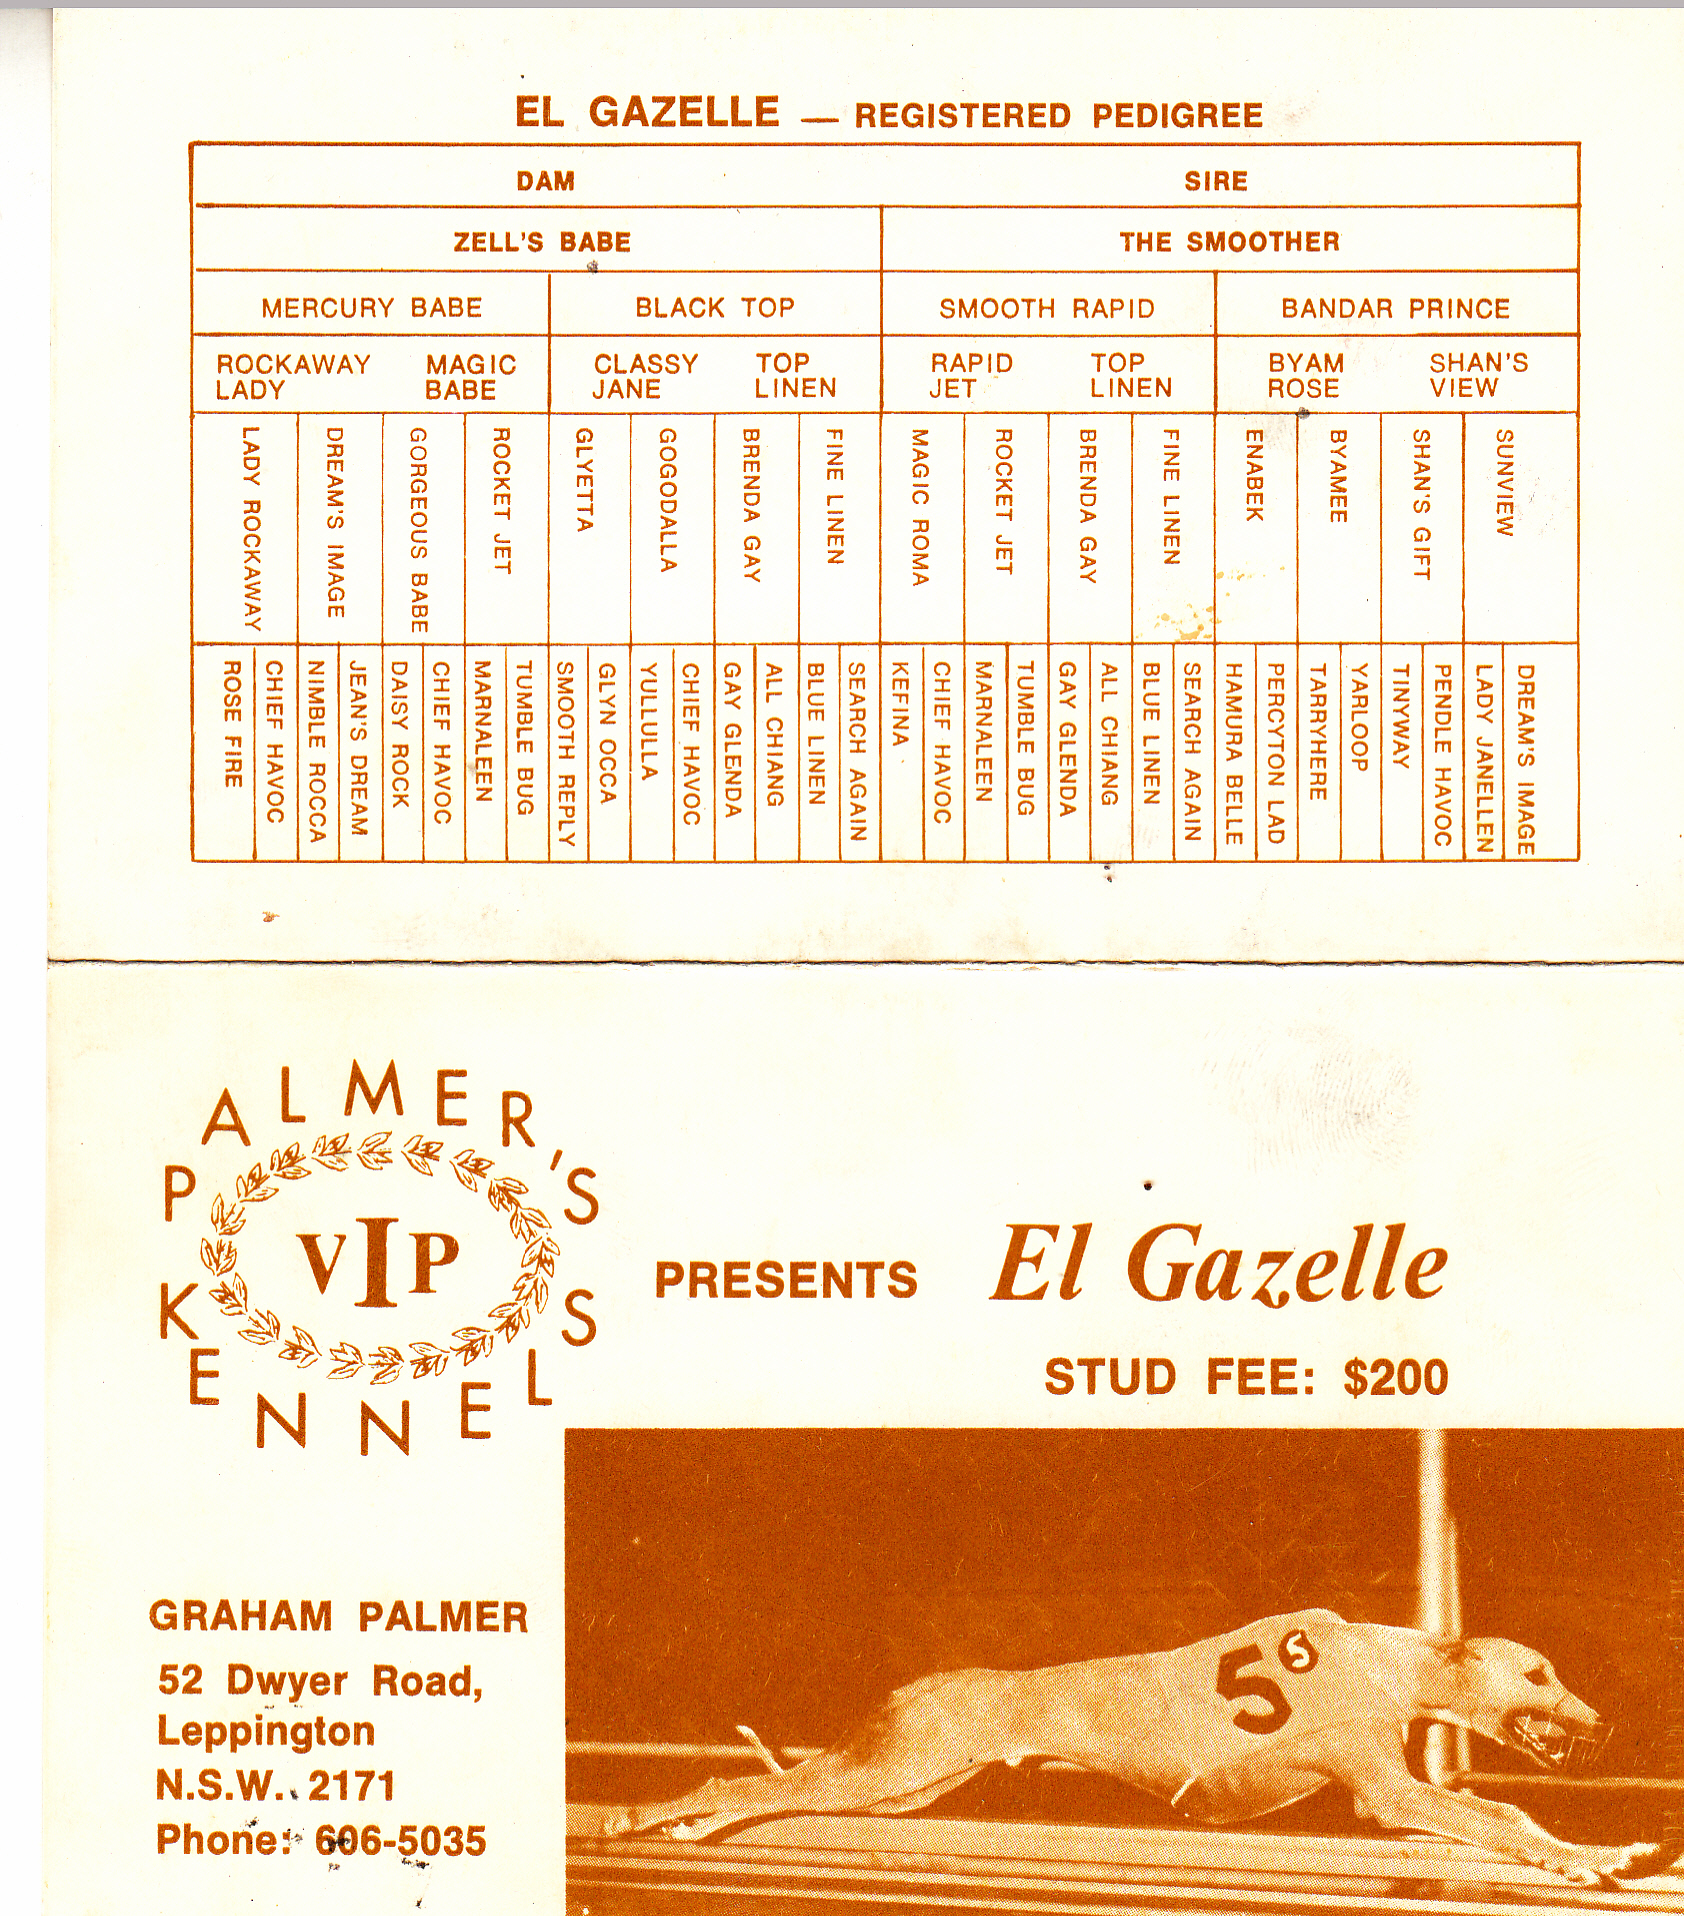 EL GAZELLE — REGISTERED PEDIGREE
DAM SIRE
ZELL'S BABE THE SMOOTHER
MERCURY BABE BLACK TOP SMOOTH RAPID BANDAR PRINCE
ROCKAWAY LADY MAGIC BABE CLASSY JANE TOP LINEN RAPID JET TOP LINEN BYAM ROSE SHAN'S VIEW
LADY ROCKAWAY
DREAM'S IMAGE
GORGEOUS BABE
ROCKET JET
GLYETTA
GOGODALLA
BRENDA GAY
FINE LINEN
MAGIC ROMA
ROCKET JET
BRENDA GAY
FINE LINEN
ENABEK
BYAMEE
SHAN'S GIFT
SUNVIEW
ROSE FIRE
CHIEF HAVOC
NIMBLE ROCCA
JEAN'S DREAM
DAISY ROCK
CHIEF HAVOC
MARNALEEN
TUMBLE BUG
SMOOTH REPLY
GLYN OCCA
YULLULLA
CHIEF HAVOC
GAY GLENDA
ALL CHIANG
BLUE LINEN
SEARCH AGAIN
KEFINA
CHIEF HAVOC
MARNALEEN
TUMBLE BUG
GAY GLENDA
ALL CHIANG
BLUE LINEN
SEARCH AGAIN
HAMURA BELLE
PERCYTON LAD
TARRYHERE
YARLOOP
TINYWAY
PENDLE HAVOC
LADY JANELLEN
DREAM'S IMAGE
PALMER'S
VIP
KENNELS
PRESENTS El Gazelle
STUD FEE: $200
GRAHAM PALMER
52 Dwyer Road,
Leppington
N.S.W. 2171
Phone: 606-5035
5 5